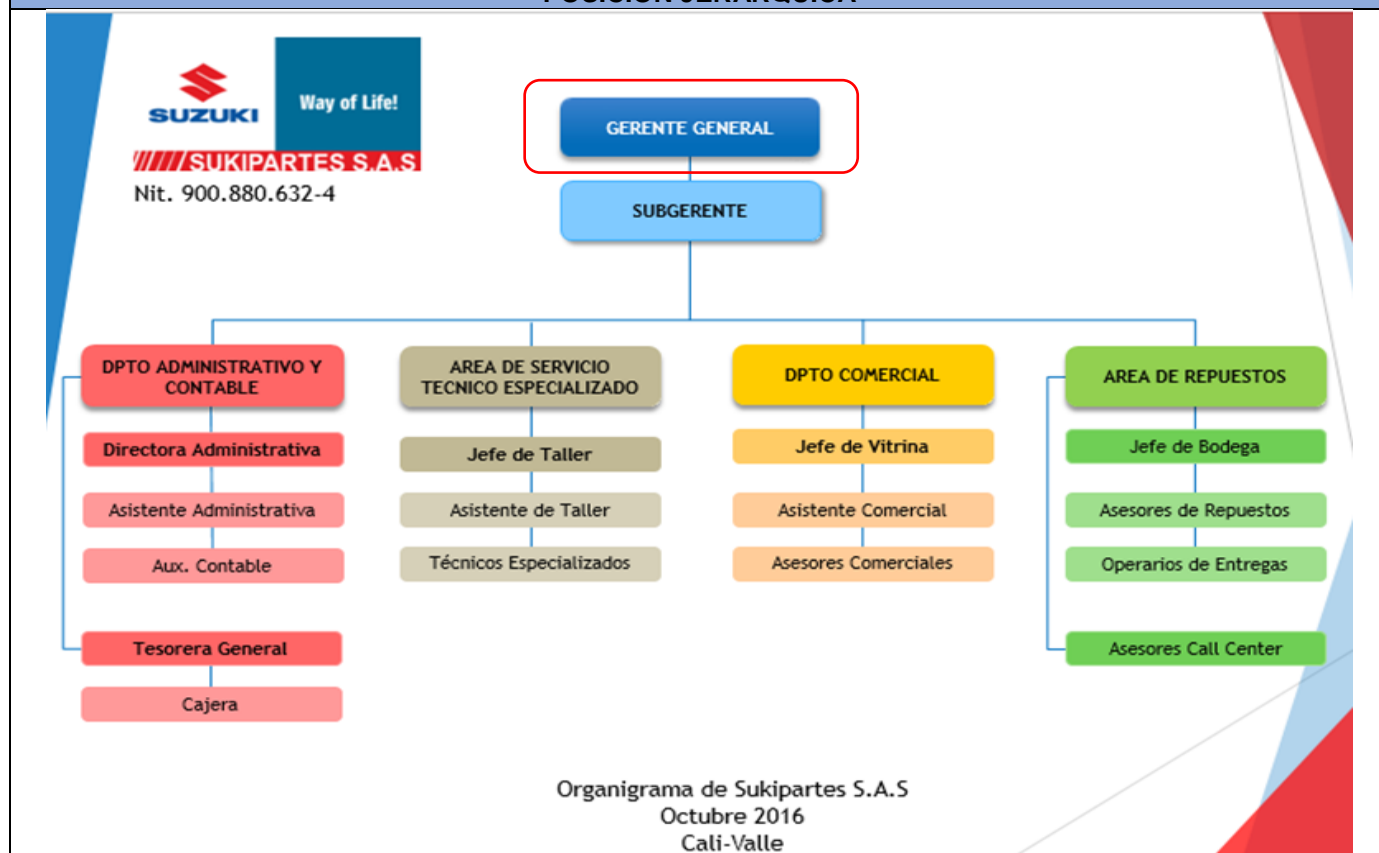 POSICIÓN JERÁRQUICA
SUZUKI
Way of Life!
SUKIPARTES S.A.S
Nit. 900.880.632-4
GERENTE GENERAL
SUBGERENTE
DPTO ADMINISTRATIVO Y
CONTABLE
Directora Administrativa
Asistente Administrativa
Aux. Contable
Tesorera General
Cajera
AREA DE SERVICIO
TECNICO ESPECIALIZADO
Jefe de Taller
Asistente de Taller
Técnicos Especializados
DPTO COMERCIAL
Jefe de Vitrina
Asistente Comercial
Asesores Comerciales
AREA DE REPUESTOS
Jefe de Bodega
Asesores de Repuestos
Operarios de Entregas
Asesores Call Center
Organigrama de Sukipartes S.A.S
Octubre 2016
Cali-Valle